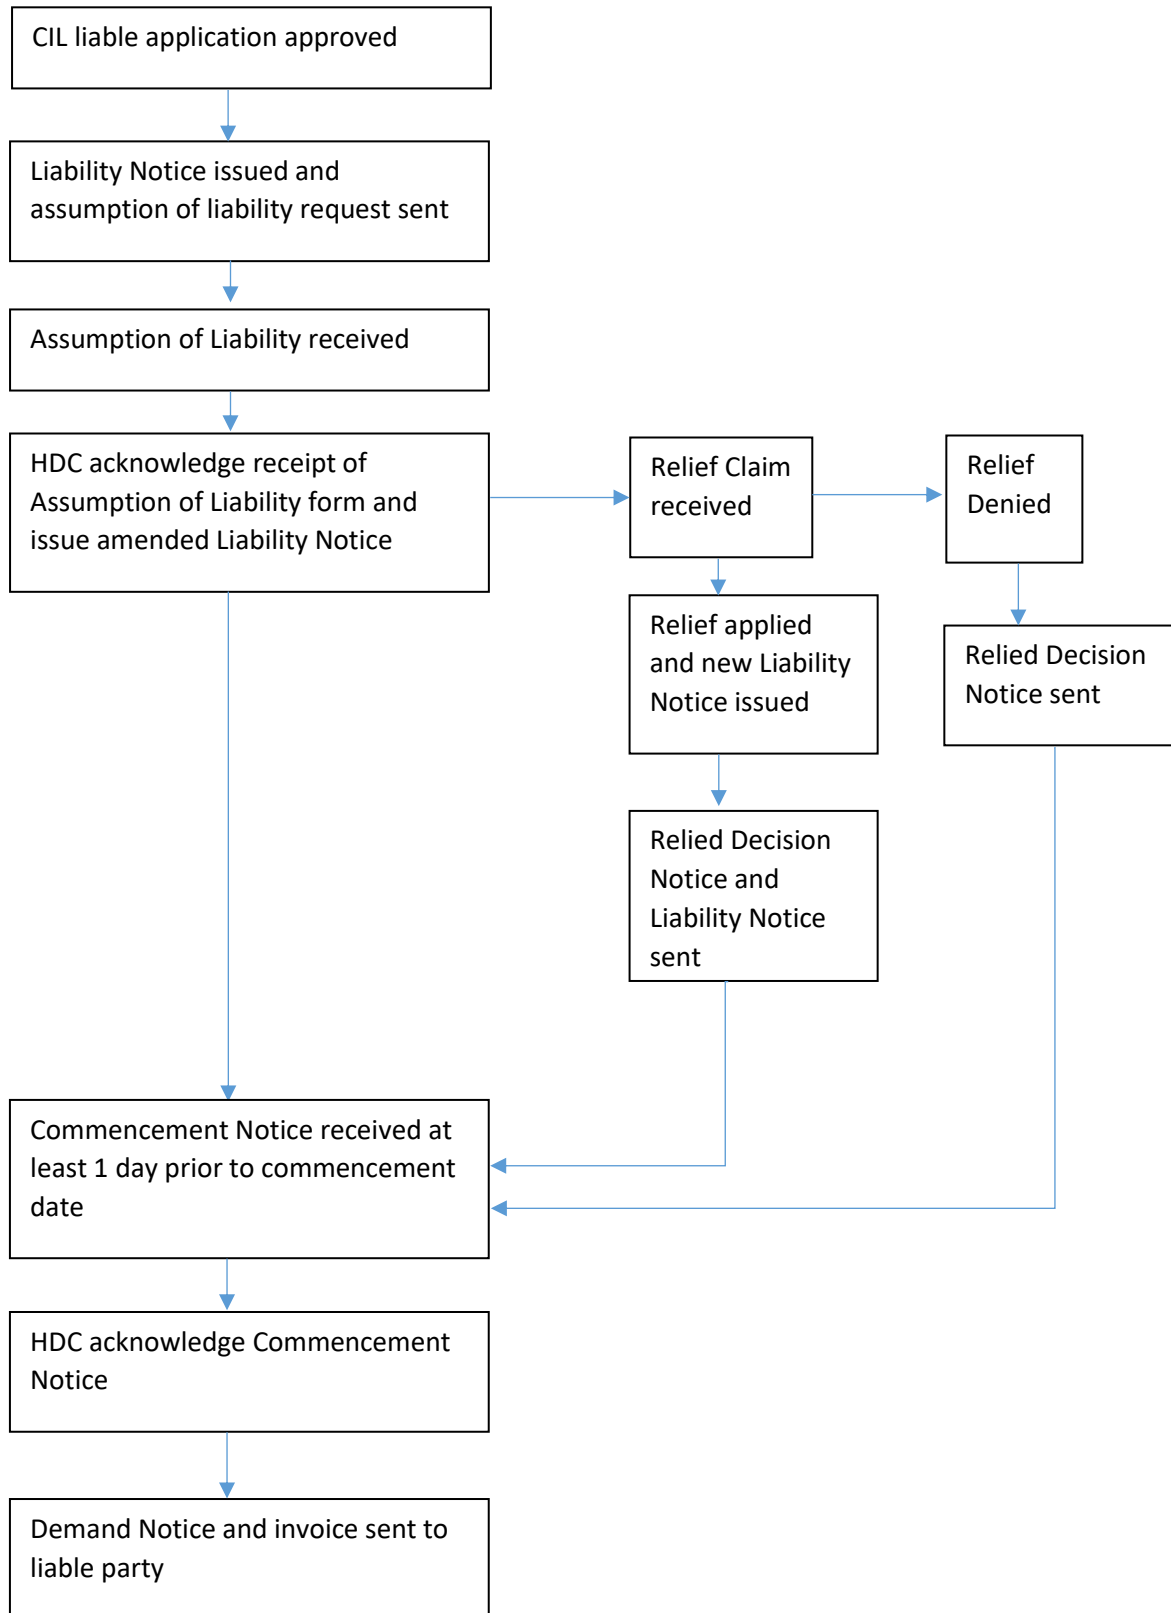 CIL liable application approved
Liability Notice issued and
assumption of liability request sent
Assumption of Liability received
HDC acknowledge receipt of
Assumption of Liability form and
issue amended Liability Notice
Relief Claim
received
Relief
Denied
Relief applied
and new Liability
Notice issued
Relied Decision
Notice sent
Relied Decision
Notice and
Liability Notice
sent
Commencement Notice received at
least 1 day prior to commencement
date
HDC acknowledge Commencement
Notice
Demand Notice and invoice sent to
liable party